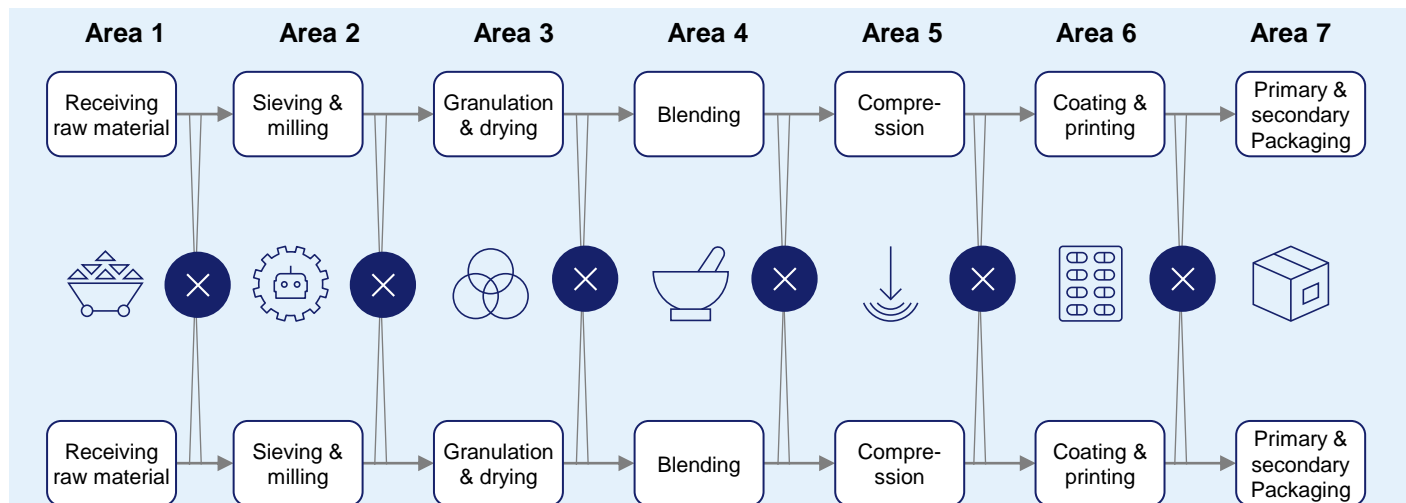 Area 1
Area 2
Area 3
Area 4
Area 5
Area 6
Area 7
Receiving
raw material
Sieving &
milling
Granulation
& drying
Blending
Compre-
ssion
Coating &
printing
Primary &
secondary
Packaging
Receiving
raw material
Sieving &
milling
Granulation
& drying
Blending
Compre-
ssion
Coating &
printing
Primary &
secondary
Packaging